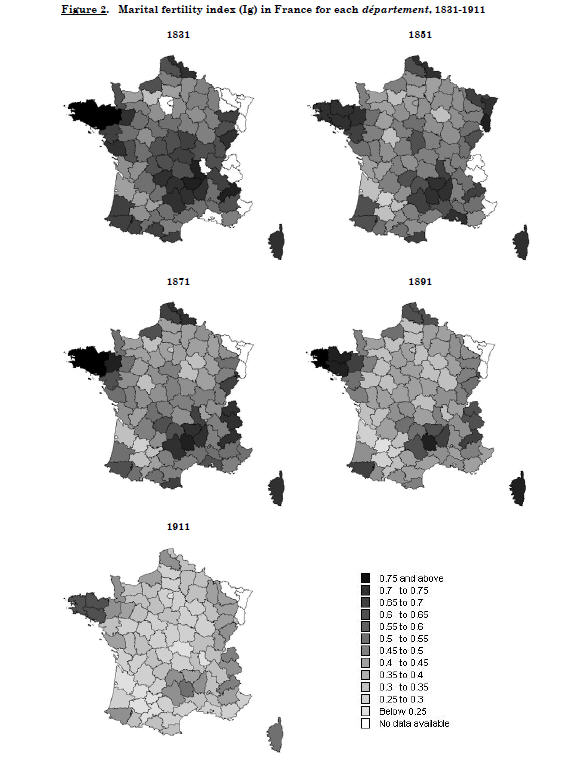 Figure 2. Marital fertility index (Ig) in France for each département, 1831-1911
1831
1851
1871
1891
1911
0.75 and above
0.7 to 0.75
0.65 to 0.7
0.6 to 0.65
0.55 to 0.6
0.5 to 0.55
0.45 to 0.5
0.4 to 0.45
0.35 to 0.4
0.3 to 0.35
0.25 to 0.3
Below 0.25
No data available